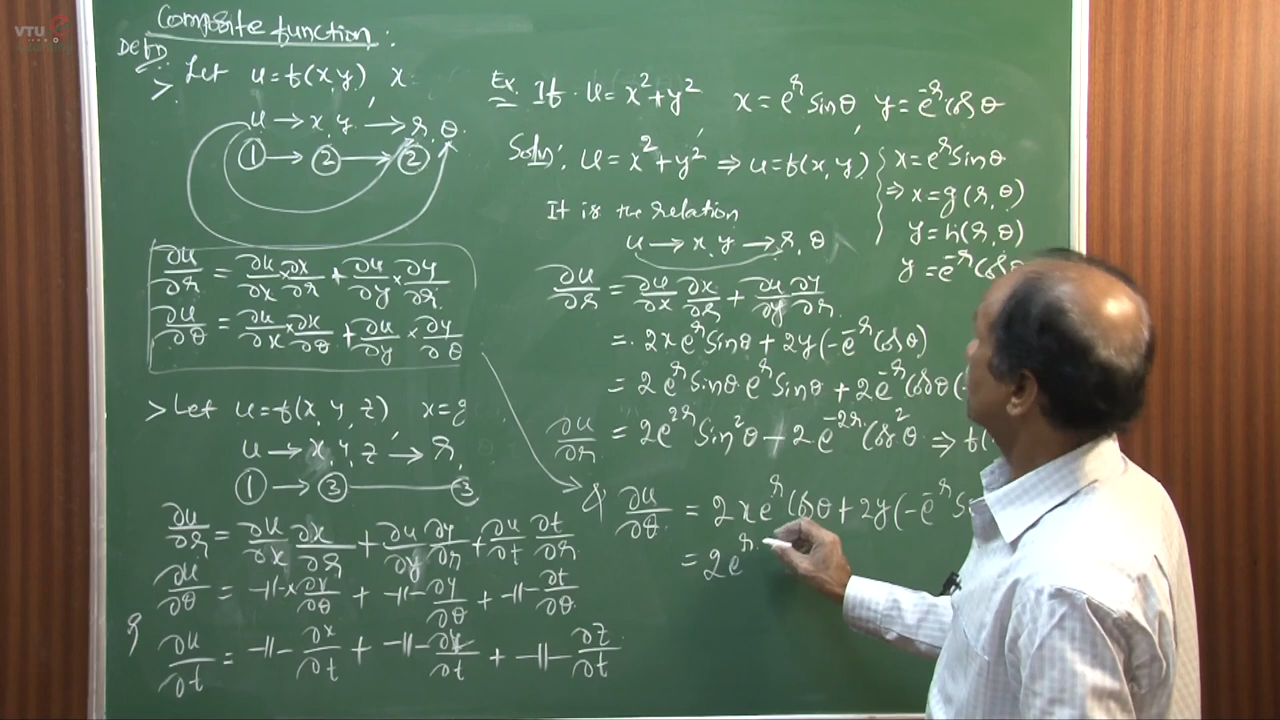 VTU e
Composite function :
Defn
> Let u=f(x,y), x=
u → x,y → r, θ
① → ② → ②
∂u/∂r = ∂u/∂x × ∂x/∂r + ∂u/∂y × ∂y/∂r
∂u/∂θ = ∂u/∂x × ∂x/∂θ + ∂u/∂y × ∂y/∂θ
> Let u=f(x, y, z), x=g
u → x, y, z → r,
① → ③ — ③
∂u/∂r = ∂u/∂x ∂x/∂r + ∂u/∂y ∂y/∂r + ∂u/∂t ∂t/∂r
∂u/∂θ = –||– × ∂x/∂θ + –||– ∂y/∂θ + –||– ∂t/∂θ
& ∂u/∂t = –||– ∂x/∂t + –||– ∂y/∂t + –||– ∂z/∂t
Ex. If u = x²+y² x = e^r Sinθ, y = e^-r Cosθ
Soln: u = x²+y² ⇒ u=f(x,y)
x = e^r Sinθ
⇒ x = g(r,θ)
y = h(r,θ)
y = e^-r Cosθ
It is the relation
u → x,y → r, θ
∂u/∂r = ∂u/∂x ∂x/∂r + ∂u/∂y ∂y/∂r
= 2x e^r Sinθ + 2y(-e^-r Cosθ)
= 2e^r Sinθ e^r Sinθ + 2e^-r Cosθ(-
∂u/∂r = 2e^2r Sin²θ - 2e^-2r Cos²θ ⇒ f(
& ∂u/∂θ = 2x e^r Cosθ + 2y(-e^-r S
= 2e^r